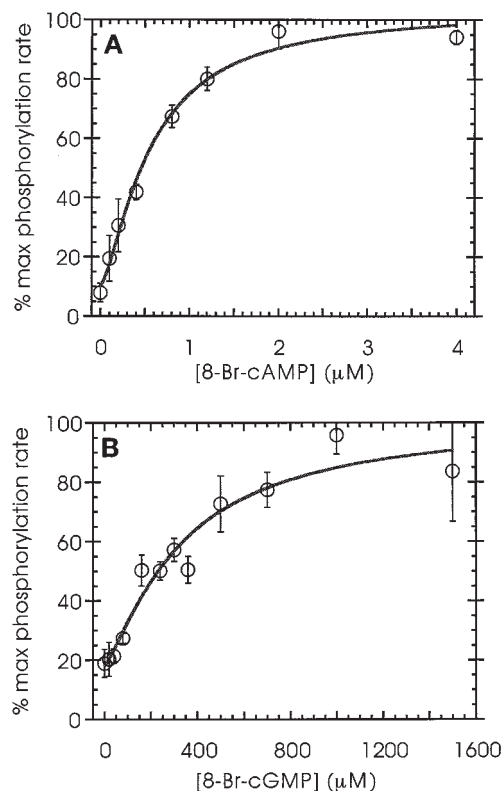 A
100
80
60
40
20
0
% max phosphorylation rate
0 1 2 3 4
[8-Br-cAMP] (μM)
B
100
80
60
40
20
0
% max phosphorylation rate
0 400 800 1200 1600
[8-Br-cGMP] (μM)